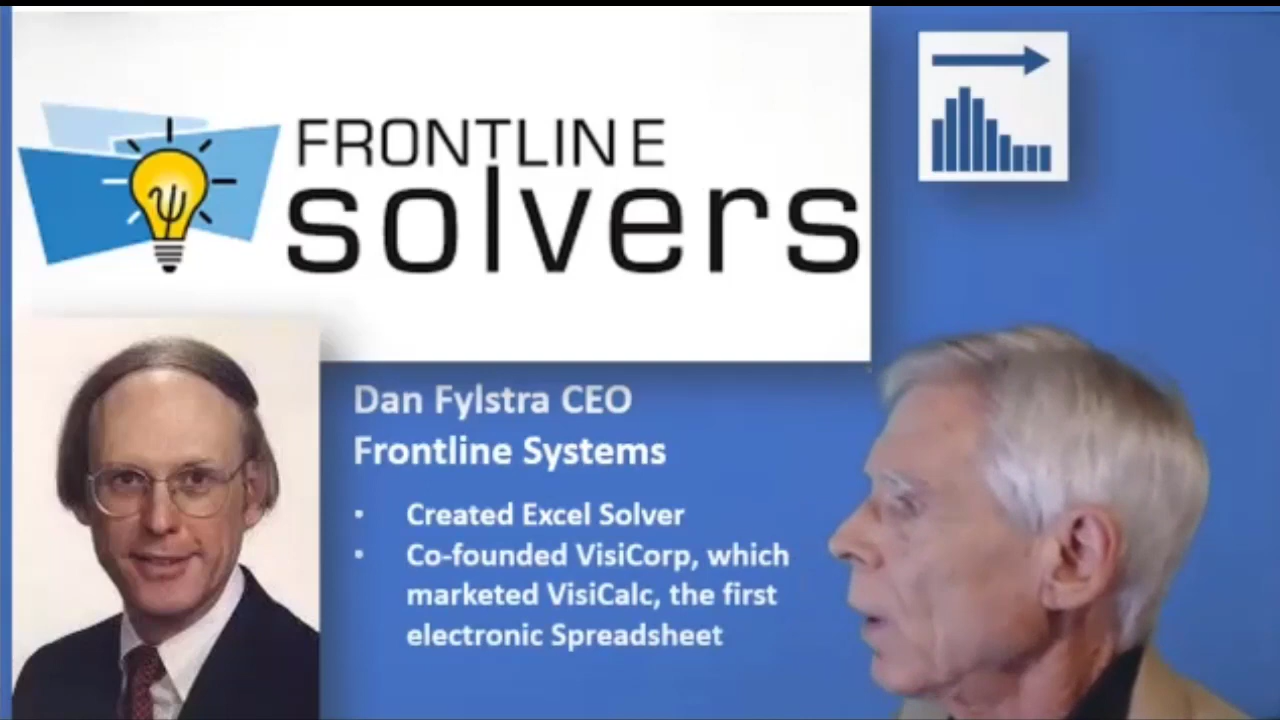 FRONTLINE
solvers
Dan Fylstra CEO
Frontline Systems
• Created Excel Solver
• Co-founded VisiCorp, which
marketed VisiCalc, the first
electronic Spreadsheet